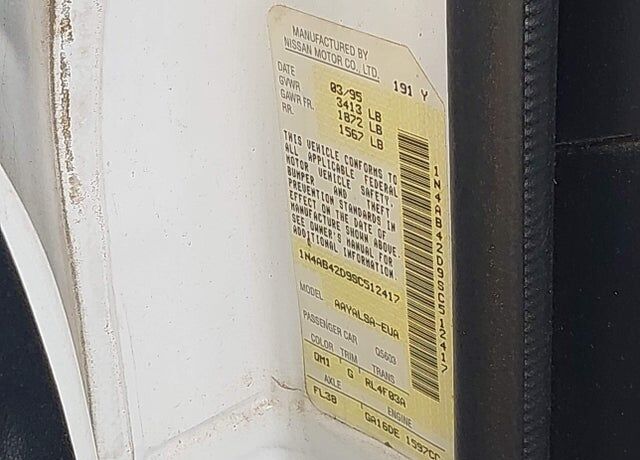 MANUFACTURED BY
NISSAN MOTOR CO., LTD.
191 Y
DATE 03/95
GVWR 3413 LB
GAWR FR. 1872 LB
RR. 1567 LB
THIS VEHICLE CONFORMS TO
ALL APPLICABLE FEDERAL
MOTOR VEHICLE SAFETY,
BUMPER AND THEFT
PREVENTION STANDARDS IN
EFFECT ON THE DATE OF
MANUFACTURE SHOWN ABOVE.
SEE OWNER'S MANUAL FOR
ADDITIONAL INFORMATION
1N4AB42D9SC512417
1N4AB42D9SC512417
MODEL AAYALSA-EUA
PASSENGER CAR QS603
COLOR TRIM TRANS
QM1 G RL4F03A
AXLE ENGINE
FL38 GA16DE 1597CC